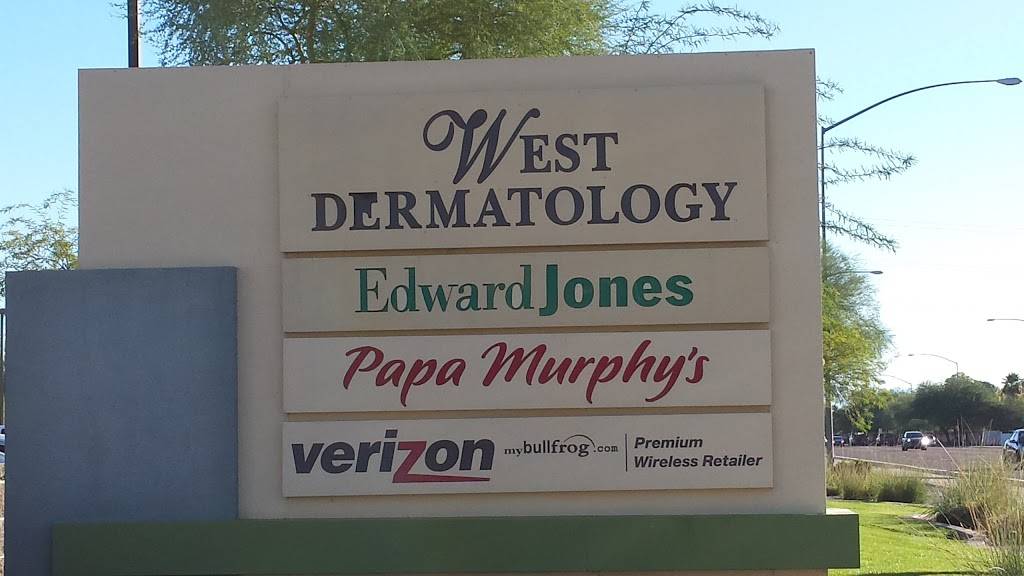 West
Dermatology
Edward Jones
Papa Murphy's
verizon mybullfrog.com Premium
Wireless Retailer